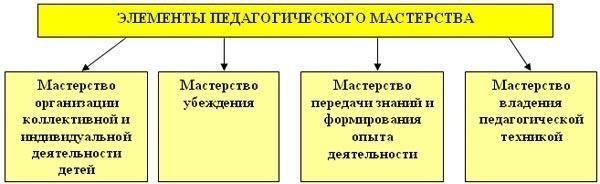 ЭЛЕМЕНТЫ ПЕДАГОГИЧЕСКОГО МАСТЕРСТВА
Мастерство
организации
коллективной и
индивидуальной
деятельности
детей
Мастерство
убеждения
Мастерство
передачи знаний и
формирования
опыта
деятельности
Мастерство
владения
педагогической
техникой